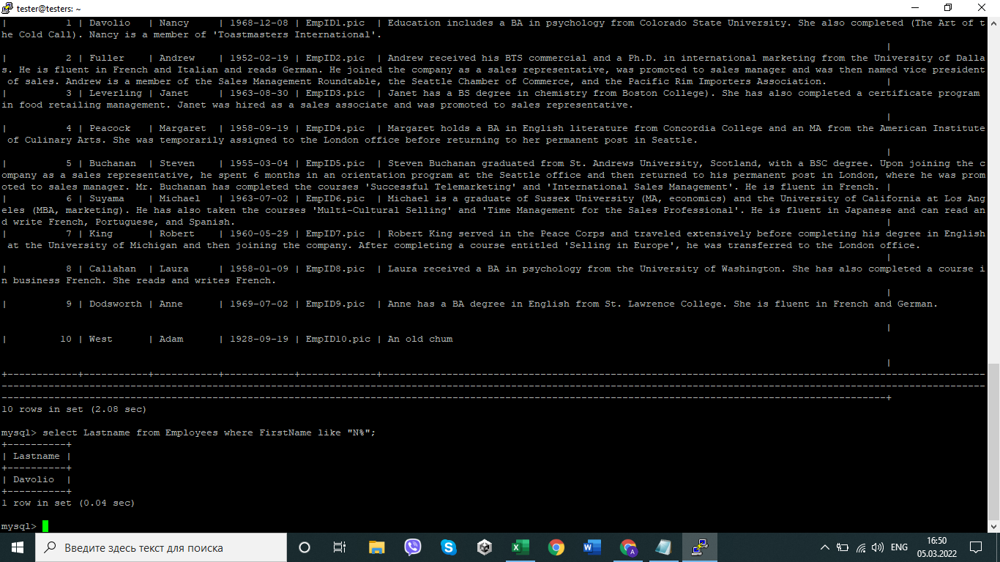 tester@testers: ~
|           1 | Davolio   | Nancy     | 1968-12-08 | EmpID1.pic  | Education includes a BA in psychology from Colorado State University. She also completed (The Art of t
he Cold Call). Nancy is a member of 'Toastmasters International'.
|
|           2 | Fuller    | Andrew    | 1952-02-19 | EmpID2.pic  | Andrew received his BTS commercial and a Ph.D. in international marketing from the University of Dalla
s. He is fluent in French and Italian and reads German. He joined the company as a sales representative, was promoted to sales manager and was then named vice president
of sales. Andrew is a member of the Sales Management Roundtable, the Seattle Chamber of Commerce, and the Pacific Rim Importers Association.           |
|           3 | Leverling | Janet     | 1963-08-30 | EmpID3.pic  | Janet has a BS degree in chemistry from Boston College). She has also completed a certificate program
in food retailing management. Janet was hired as a sales associate and was promoted to sales representative.
|
|           4 | Peacock   | Margaret  | 1958-09-19 | EmpID4.pic  | Margaret holds a BA in English literature from Concordia College and an MA from the American Institute
of Culinary Arts. She was temporarily assigned to the London office before returning to her permanent post in Seattle.
|
|           5 | Buchanan  | Steven    | 1955-03-04 | EmpID5.pic  | Steven Buchanan graduated from St. Andrews University, Scotland, with a BSC degree. Upon joining the c
ompany as a sales representative, he spent 6 months in an orientation program at the Seattle office and then returned to his permanent post in London, where he was prom
oted to sales manager. Mr. Buchanan has completed the courses 'Successful Telemarketing' and 'International Sales Management'. He is fluent in French. |
|           6 | Suyama    | Michael   | 1963-07-02 | EmpID6.pic  | Michael is a graduate of Sussex University (MA, economics) and the University of California at Los Ang
eles (MBA, marketing). He has also taken the courses 'Multi-Cultural Selling' and 'Time Management for the Sales Professional'. He is fluent in Japanese and can read an
d write French, Portuguese, and Spanish.           |
|           7 | King      | Robert    | 1960-05-29 | EmpID7.pic  | Robert King served in the Peace Corps and traveled extensively before completing his degree in English
at the University of Michigan and then joining the company. After completing a course entitled 'Selling in Europe', he was transferred to the London office.
|
|           8 | Callahan  | Laura     | 1958-01-09 | EmpID8.pic  | Laura received a BA in psychology from the University of Washington. She has also completed a course i
n business French. She reads and writes French.
|
|           9 | Dodsworth | Anne      | 1969-07-02 | EmpID9.pic  | Anne has a BA degree in English from St. Lawrence College. She is fluent in French and German.
|
|          10 | West      | Adam      | 1928-09-19 | EmpID10.pic | An old chum
|
10 rows in set (2.08 sec)
mysql> select Lastname from Employees where FirstName like "N%";
+----------+
| Lastname |
+----------+
| Davolio  |
+----------+
1 row in set (0.04 sec)
mysql>
Введите здесь текст для поиска
A
ENG
16:50
05.03.2022